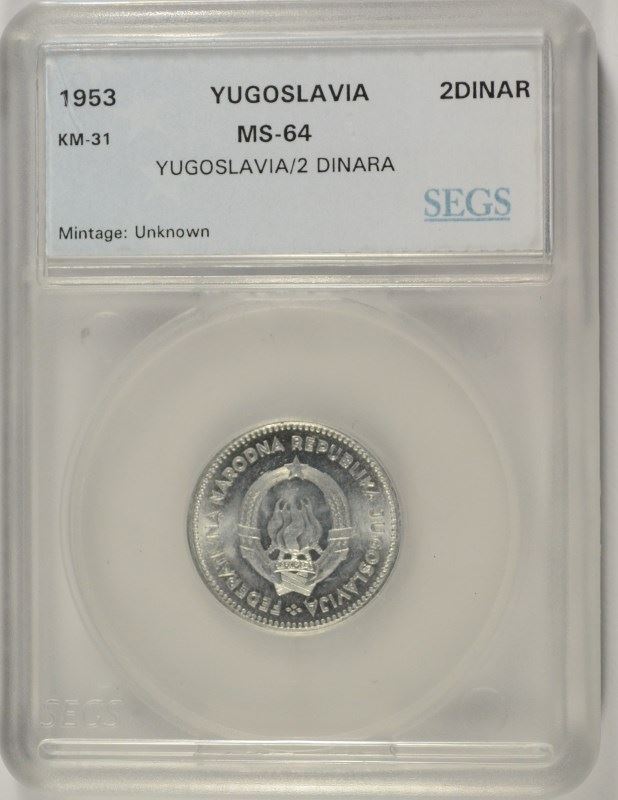 1953 YUGOSLAVIA 2DINAR
KM-31 MS-64
YUGOSLAVIA/2 DINARA
SEGS
Mintage: Unknown
FEDERATIVNA NARODNA REPUBLIKA JUGOSLAVIJA
SEGS